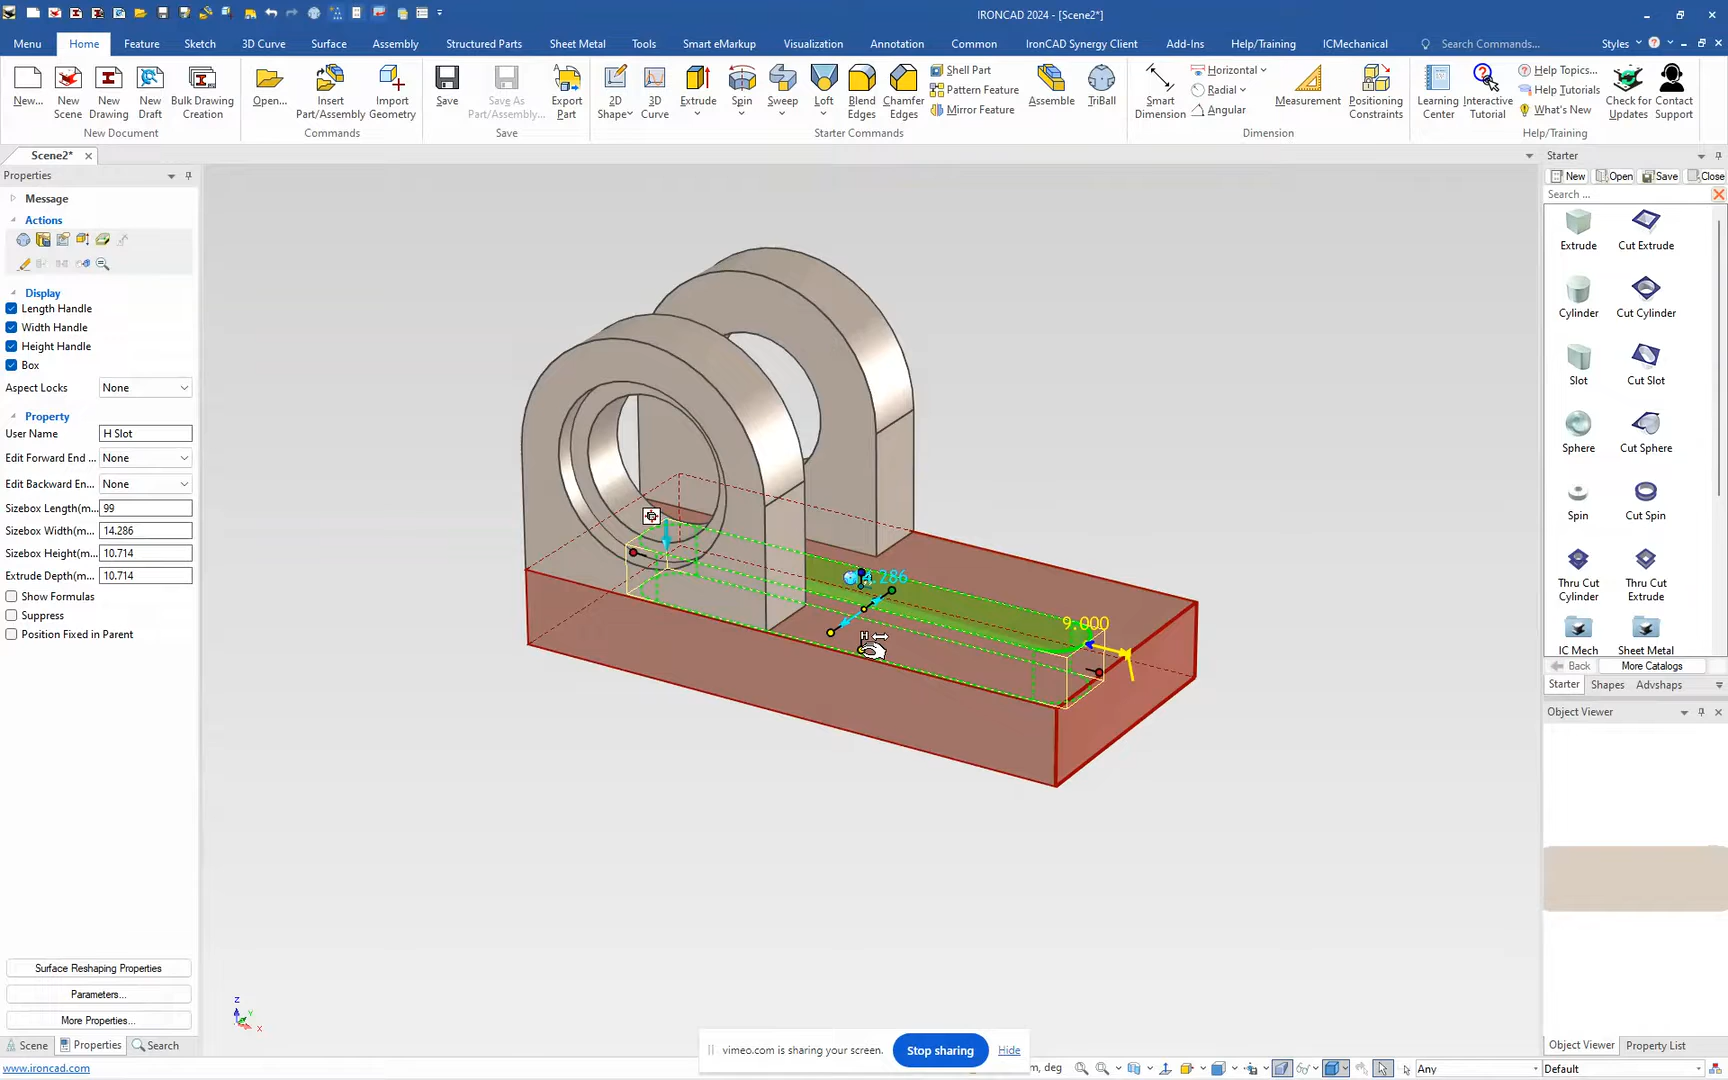 IRONCAD 2024 - [Scene2*]
Menu Home Feature Sketch 3D Curve Surface Assembly Structured Parts Sheet Metal Tools Smart eMarkup Visualization Annotation Common IronCAD Synergy Client Add-Ins Help/Training ICMechanical Search Commands... Styles
New... New Scene New Drawing New Draft Bulk Drawing Creation
New Document
Open... Insert Part/Assembly Import Geometry
Commands
Save Save As Part/Assembly... Export Part
Save
2D Shape 3D Curve Extrude Spin Sweep Loft Blend Edges Chamfer Edges Shell Part Pattern Feature Mirror Feature Assemble TriBall
Starter Commands
Smart Dimension Horizontal Radial Angular Measurement Positioning Constraints
Dimension
Learning Center Interactive Tutorial Help Topics... Help Tutorials What's New Check for Updates Contact Support
Help/Training
Scene2*
Properties
Message
Actions
Display
Length Handle
Width Handle
Height Handle
Box
Aspect Locks None
Property
User Name H Slot
Edit Forward End ... None
Edit Backward En... None
Sizebox Length(m... 99
Sizebox Width(m... 14.286
Sizebox Height(m... 10.714
Extrude Depth(m... 10.714
Show Formulas
Suppress
Position Fixed in Parent
Surface Reshaping Properties
Parameters...
More Properties...
Scene Properties Search
www.ironcad.com
.286
9.000
H
Z
Y
X
vimeo.com is sharing your screen. Stop sharing Hide
Starter
New Open Save Close
Search ...
Extrude Cut Extrude
Cylinder Cut Cylinder
Slot Cut Slot
Sphere Cut Sphere
Spin Cut Spin
Thru Cut Cylinder Thru Cut Extrude
IC Mech Sheet Metal
Back More Catalogs
Starter Shapes Advshaps
Object Viewer
Object Viewer Property List
m, deg Any Default